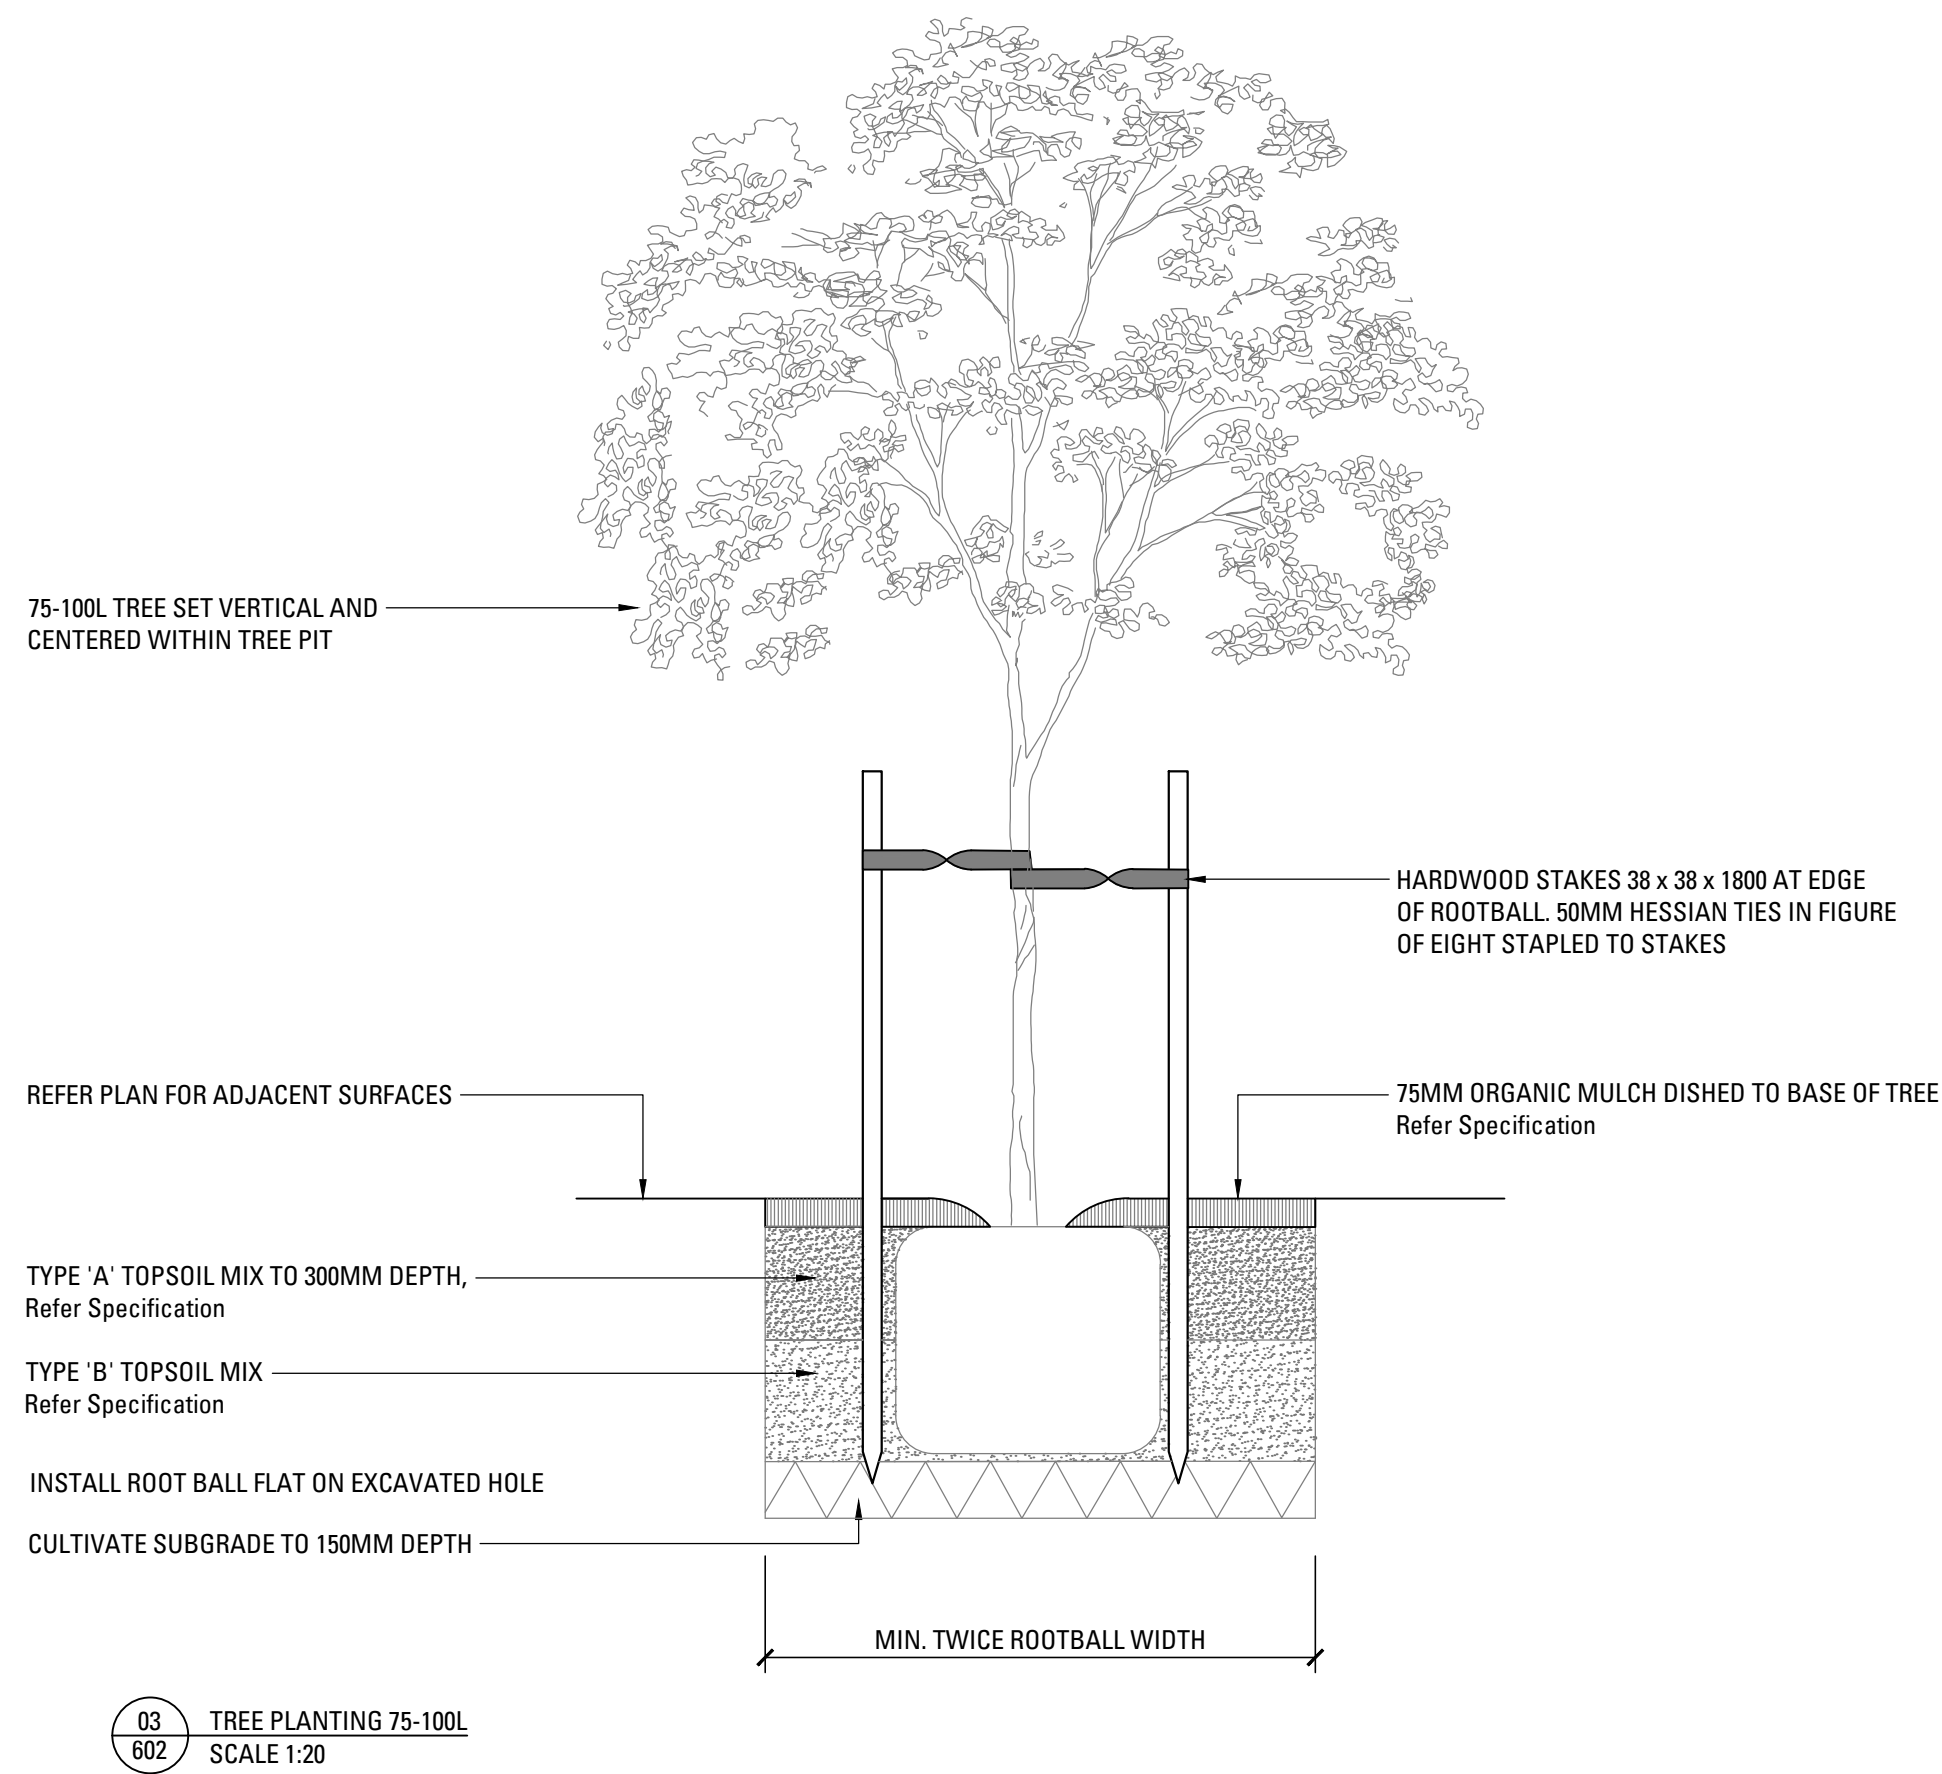 75-100L TREE SET VERTICAL AND
CENTERED WITHIN TREE PIT
HARDWOOD STAKES 38 x 38 x 1800 AT EDGE
OF ROOTBALL. 50MM HESSIAN TIES IN FIGURE
OF EIGHT STAPLED TO STAKES
REFER PLAN FOR ADJACENT SURFACES
75MM ORGANIC MULCH DISHED TO BASE OF TREE
Refer Specification
TYPE 'A' TOPSOIL MIX TO 300MM DEPTH,
Refer Specification
TYPE 'B' TOPSOIL MIX
Refer Specification
INSTALL ROOT BALL FLAT ON EXCAVATED HOLE
CULTIVATE SUBGRADE TO 150MM DEPTH
MIN. TWICE ROOTBALL WIDTH
03
602
TREE PLANTING 75-100L
SCALE 1:20